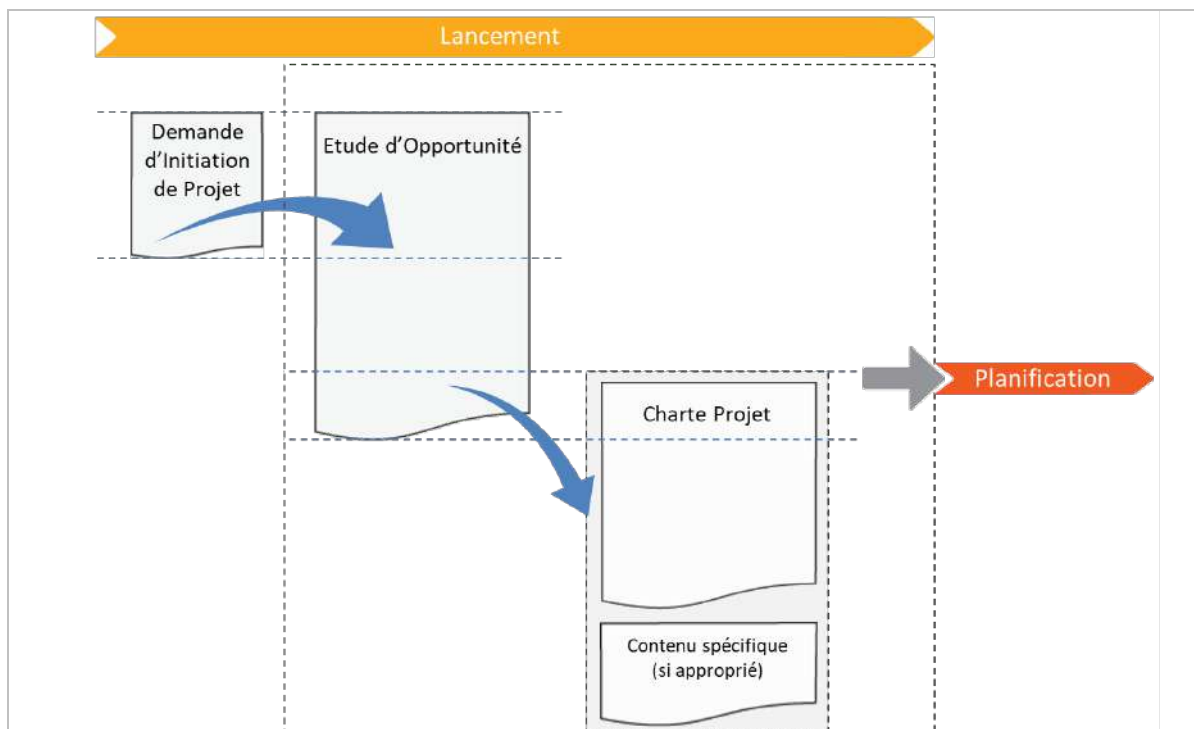 Lancement
Demande
d'Initiation
de Projet
Etude d'Opportunité
Planification
Charte Projet
Contenu spécifique
(si approprié)